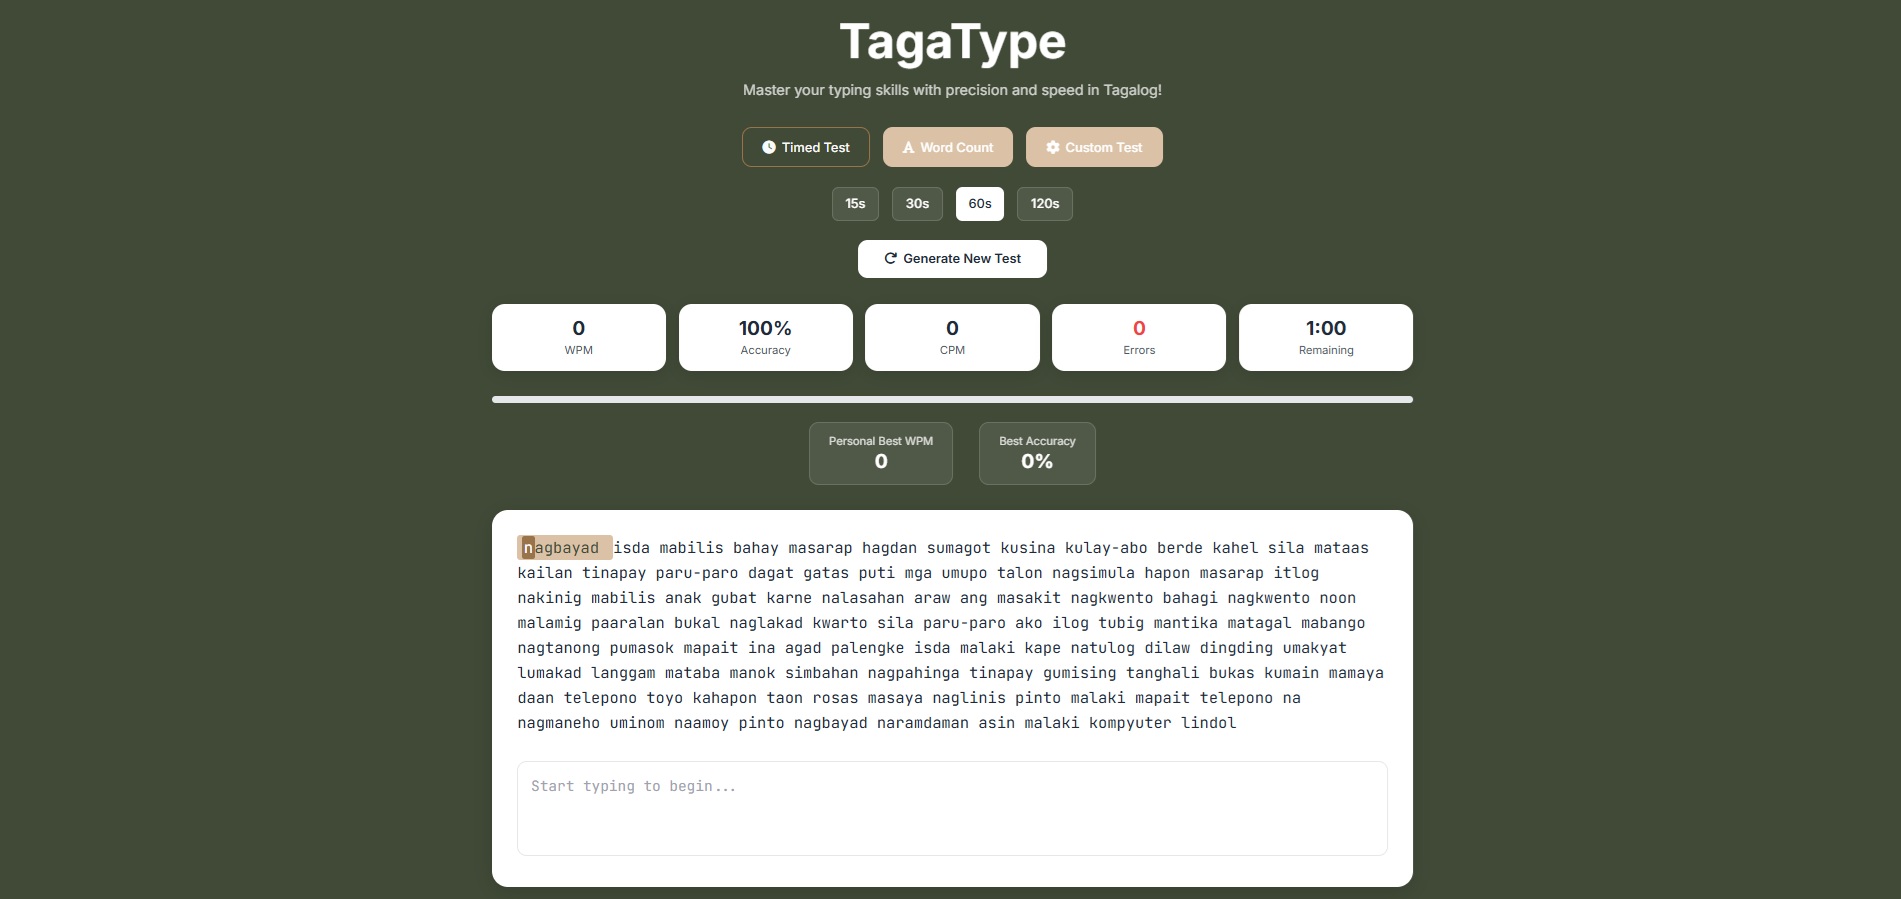 TagaType
Master your typing skills with precision and speed in Tagalog!
Timed Test
Word Count
Custom Test
15s
30s
60s
120s
Generate New Test
0
WPM
100%
Accuracy
0
CPM
0
Errors
1:00
Remaining
Personal Best WPM
0
Best Accuracy
0%
nagbayad isda mabilis bahay masarap hagdan sumagot kusina kulay-abo berde kahel sila mataas
kailan tinapay paru-paro dagat gatas puti mga umupo talon nagsimula hapon masarap itlog
nakinig mabilis anak gubat karne nalasahan araw ang masakit nagkwento bahagi nagkwento noon
malamig paaralan bukal naglakad kwarto sila paru-paro ako ilog tubig mantika matagal mabango
nagtanong pumasok mapait ina agad palengke isda malaki kape natulog dilaw dingding umakyat
lumakad langgam mataba manok simbahan nagpahinga tinapay gumising tanghali bukas kumain mamaya
daan telepono toyo kahapon taon rosas masaya naglinis pinto malaki mapait telepono na
nagmaneho uminom naamoy pinto nagbayad naramdaman asin malaki kompyuter lindol
Start typing to begin...